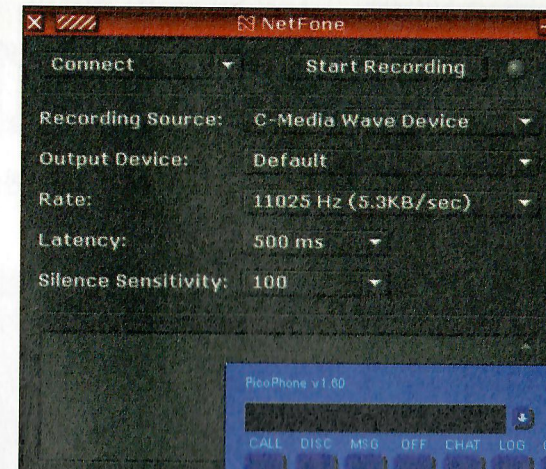 NetFone
Connect
Start Recording
Recording Source: C-Media Wave Device
Output Device: Default
Rate: 11025 Hz (5.3KB/sec)
Latency: 500 ms
Silence Sensitivity: 100
PicoPhone v1.60
CALL DISC MSG OFF CHAT LOG